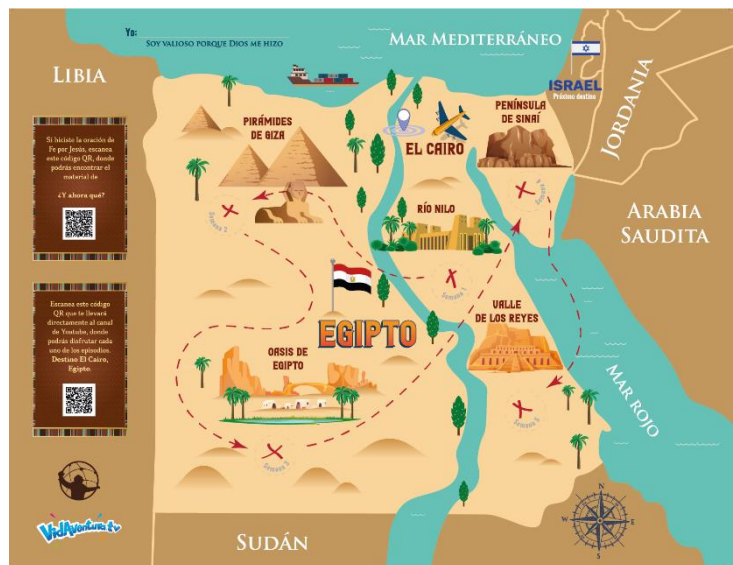 Yo:
SOY VALIOSO PORQUE DIOS ME HIZO
MAR MEDITERRÁNEO
LIBIA
ISRAEL
Próximo destino
JORDANIA
PIRÁMIDES
DE GIZA
EL CAIRO
PENÍNSULA
DE SINAÍ
Si hiciste la oración de
Fe por Jesús, escanea
este código QR, donde
podrás encontrar el
material de
¿Y ahora qué?
Semana 2
RÍO NILO
Semana 4
ARABIA
SAUDITA
Semana 1
EGIPTO
VALLE
DE LOS REYES
Escanea este código
QR que te llevará
directamente al canal
de Youtube, donde
podrás disfrutar cada
uno de los episodios.
Destino El Cairo,
Egipto.
OASIS DE
EGIPTO
Semana 3
Semana 5
MAR ROJO
VidAventura tv
SUDÁN
N
W
E
S